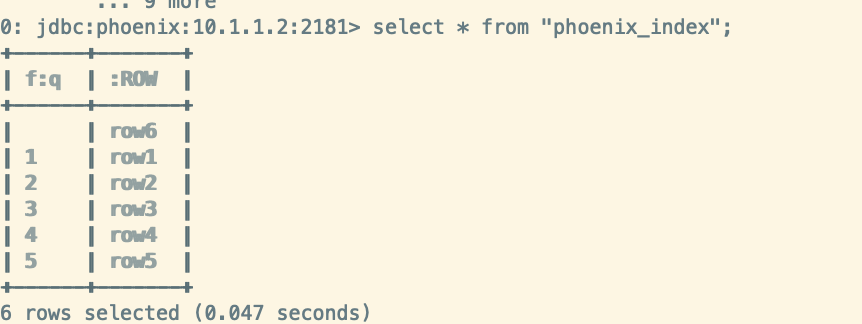 ... 9 more
0: jdbc:phoenix:10.1.1.2:2181> select * from "phoenix_index";
+------+-------+
| f:q | :ROW |
+------+-------+
| | row6 |
| 1 | row1 |
| 2 | row2 |
| 3 | row3 |
| 4 | row4 |
| 5 | row5 |
+------+-------+
6 rows selected (0.047 seconds)